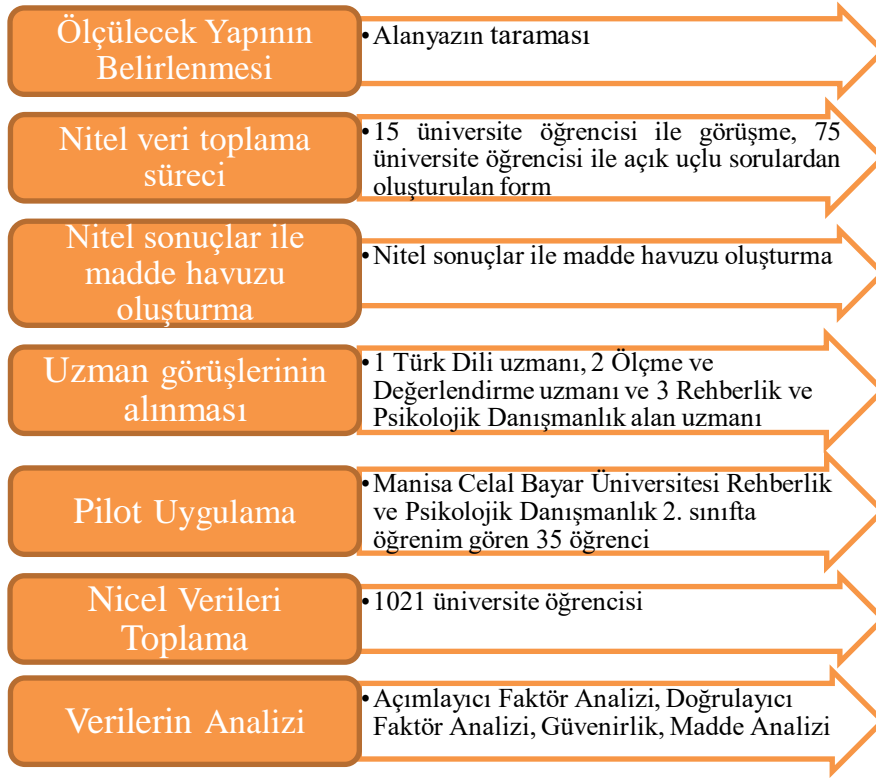 Ölçülecek Yapının
Belirlenmesi
•Alanyazın taraması
Nitel veri toplama
süreci
•15 üniversite öğrencisi ile görüşme, 75
üniversite öğrencisi ile açık uçlu sorulardan
oluşturulan form
Nitel sonuçlar ile
madde havuzu
oluşturma
•Nitel sonuçlar ile madde havuzu oluşturma
Uzman görüşlerinin
alınması
•1 Türk Dili uzmanı, 2 Ölçme ve
Değerlendirme uzmanı ve 3 Rehberlik ve
Psikolojik Danışmanlık alan uzmanı
Pilot Uygulama
•Manisa Celal Bayar Üniversitesi Rehberlik
ve Psikolojik Danışmanlık 2. sınıfta
öğrenim gören 35 öğrenci
Nicel Verileri
Toplama
•1021 üniversite öğrencisi
Verilerin Analizi
•Açımlayıcı Faktör Analizi, Doğrulayıcı
Faktör Analizi, Güvenirlik, Madde Analizi